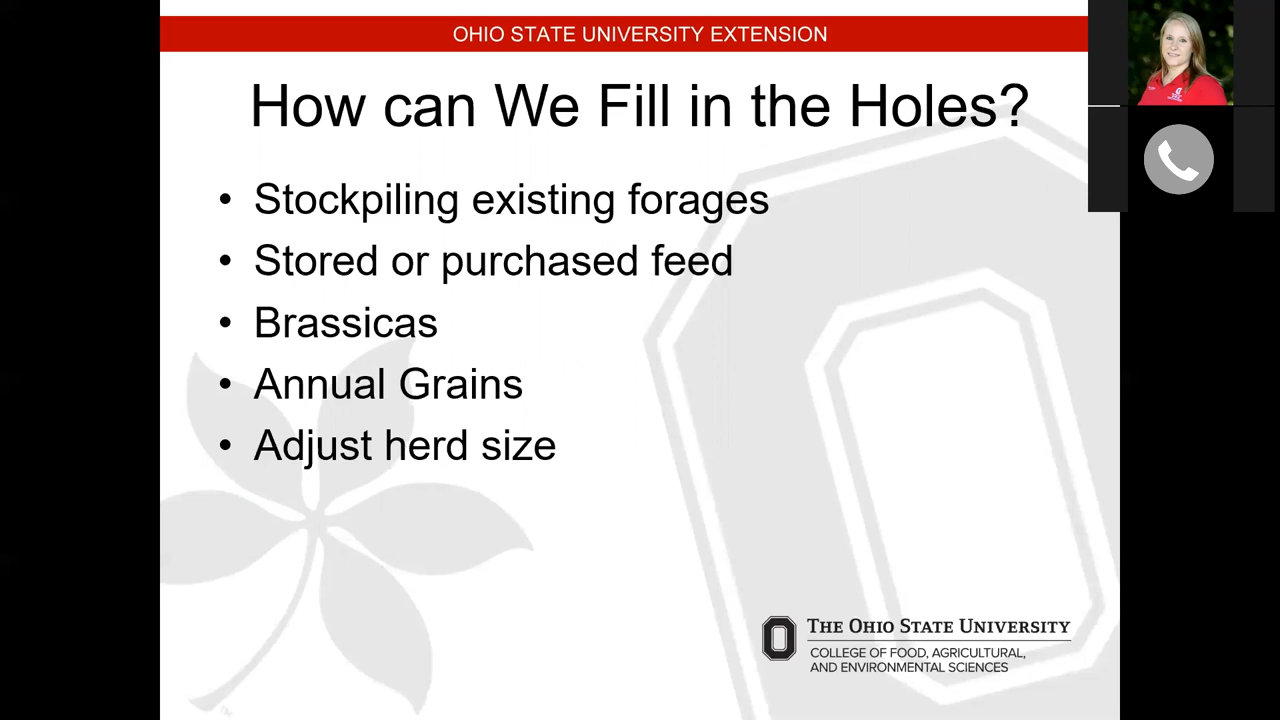 OHIO STATE UNIVERSITY EXTENSION
How can We Fill in the Holes?
• Stockpiling existing forages
• Stored or purchased feed
• Brassicas
• Annual Grains
• Adjust herd size
THE OHIO STATE UNIVERSITY
COLLEGE OF FOOD, AGRICULTURAL,
AND ENVIRONMENTAL SCIENCES